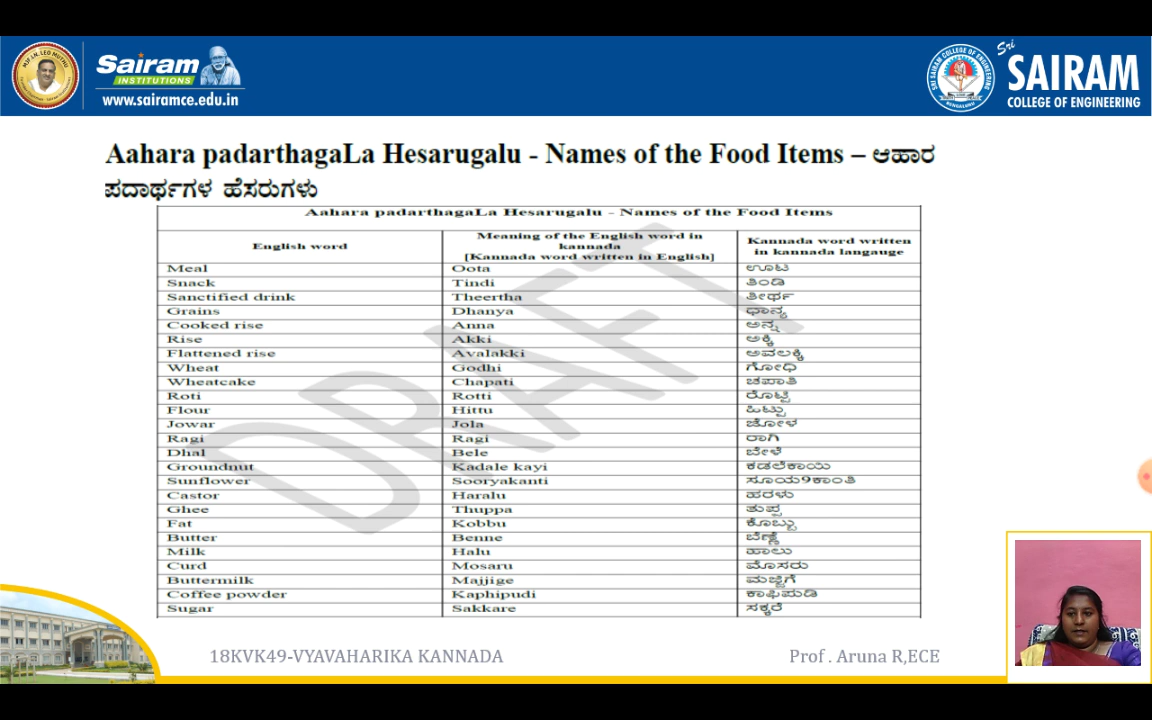 Sairam
INSTITUTIONS
www.sairamce.edu.in
Sri
SAIRAM
COLLEGE OF ENGINEERING
Aahara padarthagaLa Hesarugalu - Names of the Food Items – ಆಹಾರ
ಪದಾರ್ಥಗಳ ಹೆಸರುಗಳು
Aahara padarthagaLa Hesarugalu - Names of the Food Items
English word | Meaning of the English word in kannada [Kannada word written in English] | Kannada word written in kannada langauge
Meal Oota ಊಟ
Snack Tindi ತಿಂಡಿ
Sanctified drink Theertha ತೀರ್ಥ
Grains Dhanya ಧಾನ್ಯ
Cooked rise Anna ಅನ್ನ
Rise Akki ಅಕ್ಕಿ
Flattened rise Avalakki ಅವಲಕ್ಕಿ
Wheat Godhi ಗೋಧಿ
Wheatcake Chapati ಚಪಾತಿ
Roti Rotti ರೊಟ್ಟಿ
Flour Hittu ಹಿಟ್ಟು
Jowar Jola ಜೋಳ
Ragi Ragi ರಾಗಿ
Dhal Bele ಬೇಳೆ
Groundnut Kadale kayi ಕಡಲೆಕಾಯಿ
Sunflower Sooryakanti ಸೂಯ೯ಕಾಂತಿ
Castor Haralu ಹರಳು
Ghee Thuppa ತುಪ್ಪ
Fat Kobbu ಕೊಬ್ಬು
Butter Benne ಬೆಣ್ಣೆ
Milk Halu ಹಾಲು
Curd Mosaru ಮೊಸರು
Buttermilk Majjige ಮಜ್ಜಿಗೆ
Coffee powder Kaphipudi ಕಾಫಿಪುಡಿ
Sugar Sakkare ಸಕ್ಕರೆ
DRAFT
18KVK49-VYAVAHARIKA KANNADA
Prof . Aruna R,ECE